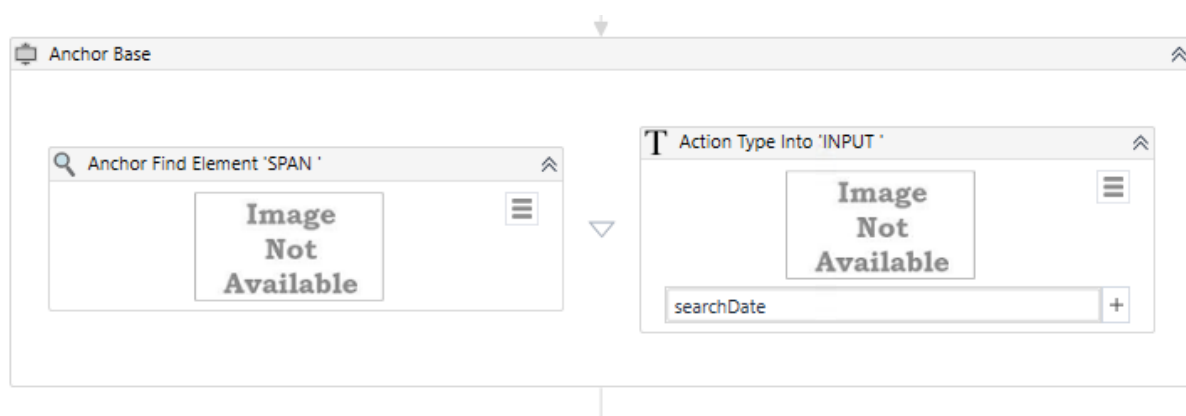 Anchor Base
Anchor Find Element 'SPAN '
Image
Not
Available
T Action Type Into 'INPUT '
Image
Not
Available
searchDate
+